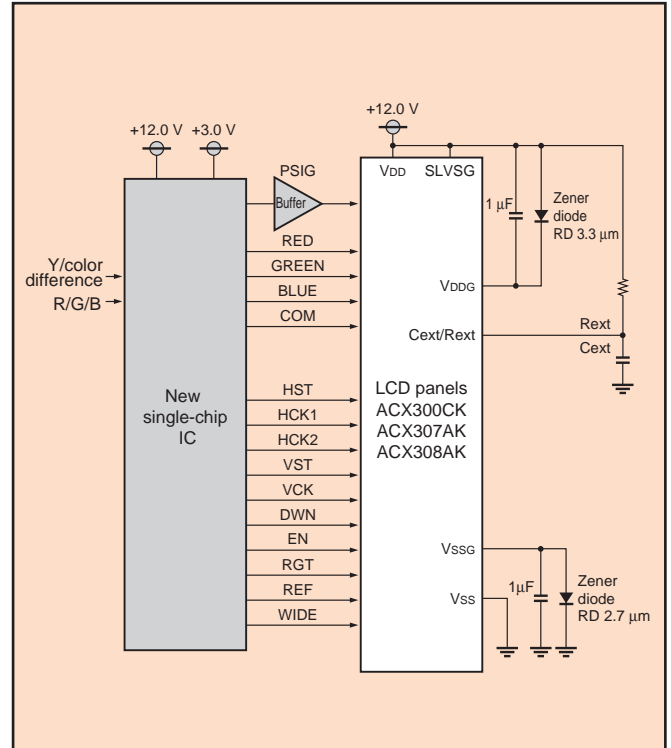 +12.0 V
+12.0 V +3.0 V
PSIG
Buffer
VDD SLVSG
1 μF
Zener
diode
RD 3.3 μm
Y/color
difference
R/G/B
RED
GREEN
BLUE
COM
VDDG
Cext/Rext
Rext
Cext
New
single-chip
IC
LCD panels
ACX300CK
ACX307AK
ACX308AK
HST
HCK1
HCK2
VST
VCK
DWN
EN
RGT
REF
WIDE
VSSG
VSS
1μF
Zener
diode
RD 2.7 μm